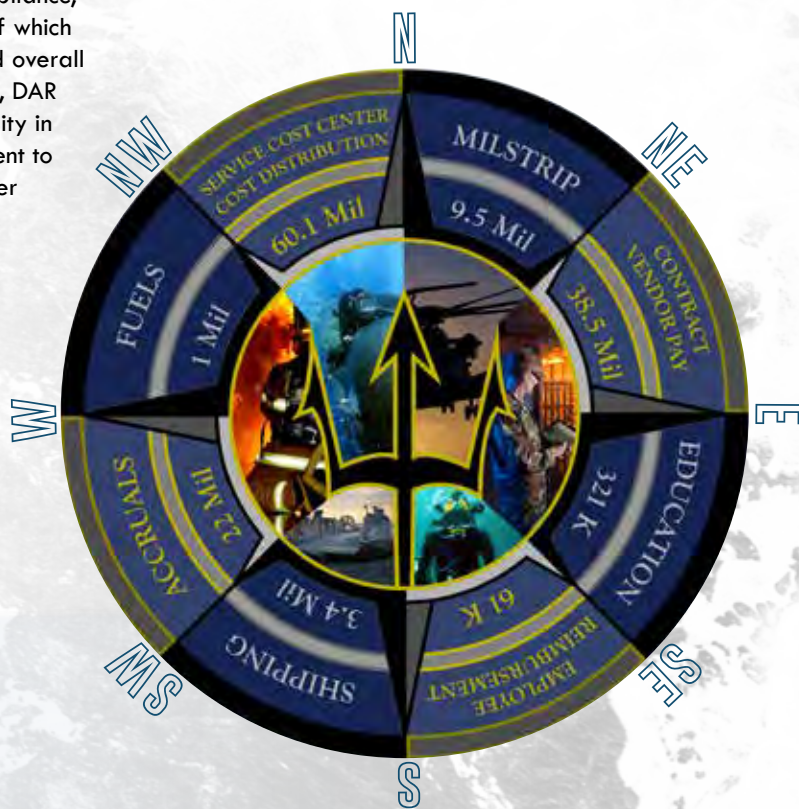 f which
d overall
, DAR
ity in
ent to
er
N
NE
E
SE
S
SW
W
NW
SERVICE COST CENTER
COST DISTRIBUTION
60.1 Mil
MILSTRIP
9.5 Mil
CONTRACT
VENDOR PAY
38.5 Mil
EDUCATION
321 K
EMPLOYEE
REIMBURSEMENT
61 K
SHIPPING
3.4 Mil
ACCRUALS
22 Mil
FUELS
1 Mil